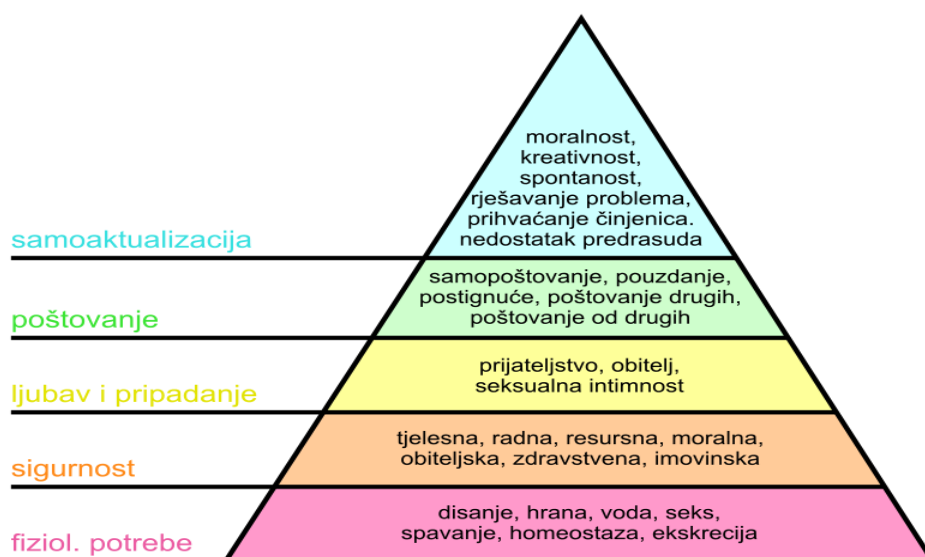 moralnost,
kreativnost,
spontanost,
rješavanje problema,
prihvaćanje činjenica.
nedostatak predrasuda
samoaktualizacija
samopoštovanje, pouzdanje,
postignuće, poštovanje drugih,
poštovanje od drugih
poštovanje
prijateljstvo, obitelj,
seksualna intimnost
ljubav i pripadanje
tjelesna, radna, resursna, moralna,
obiteljska, zdravstvena, imovinska
sigurnost
disanje, hrana, voda, seks,
spavanje, homeostaza, ekskrecija
fiziol. potrebe